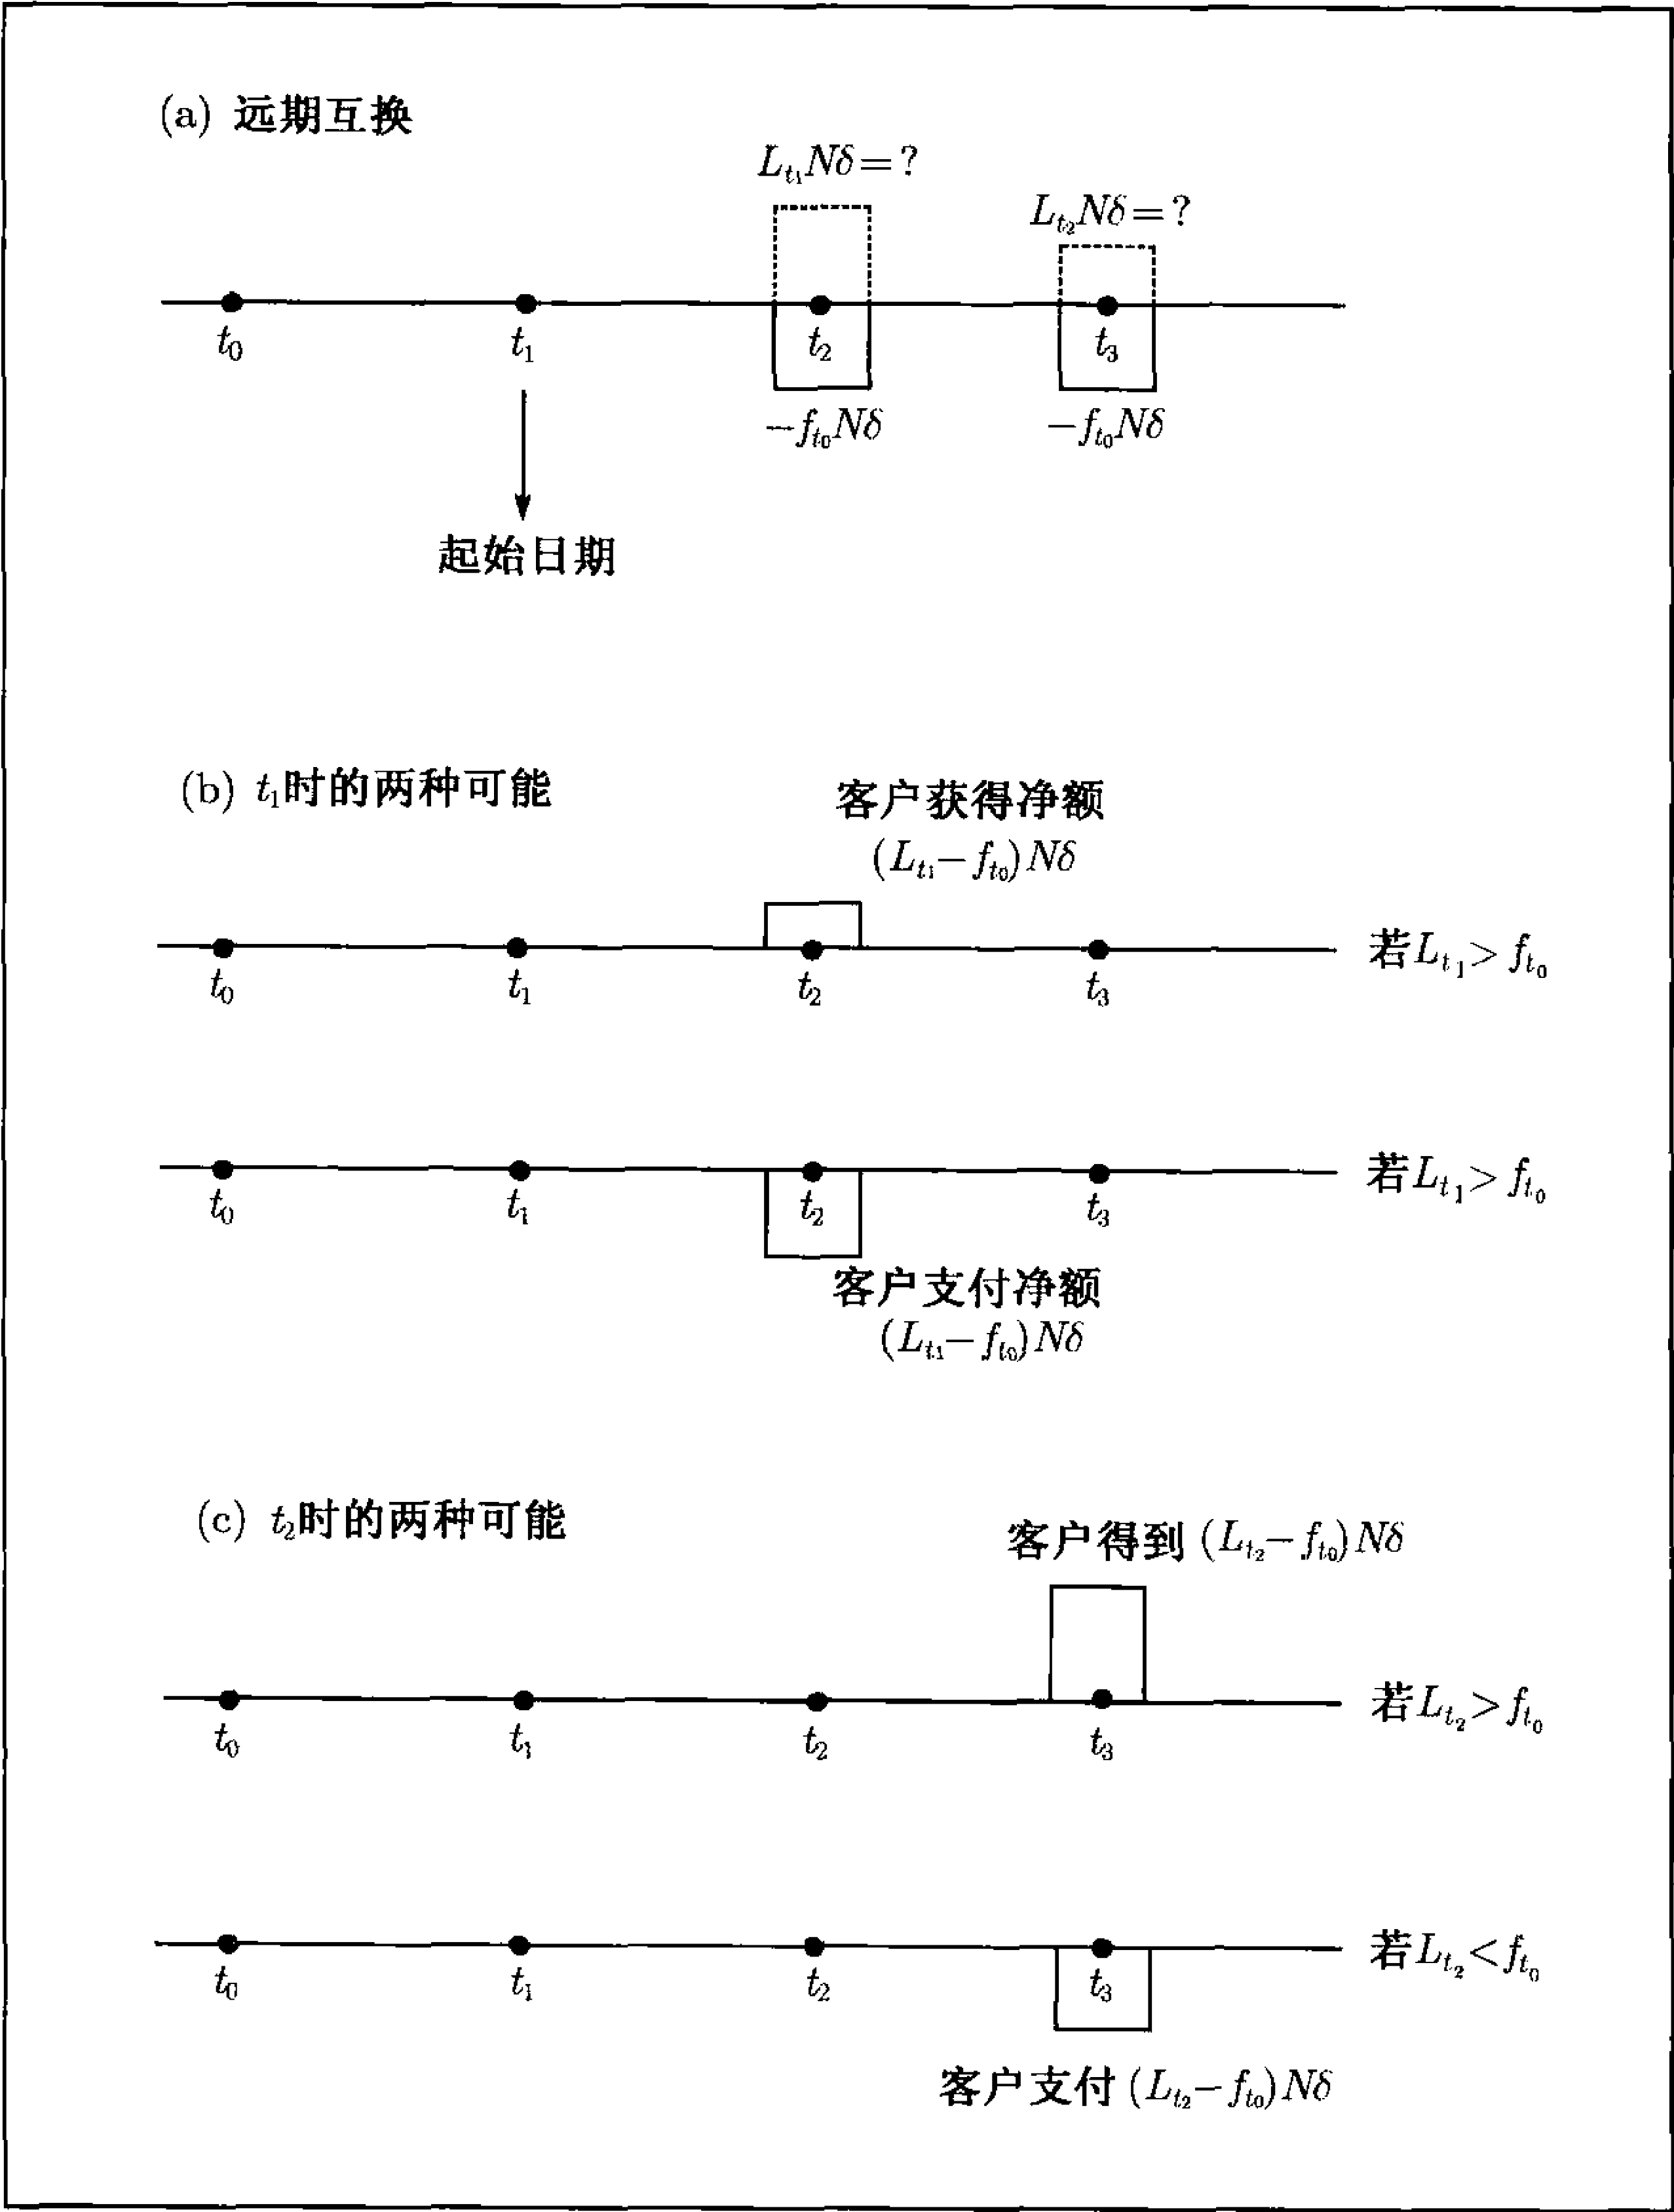 (a) 远期互换
L_{t_1}Nδ=?
L_{t_2}Nδ=?
t_0 t_1 t_2 t_3
-f_{t_0}Nδ -f_{t_0}Nδ
起始日期
(b) t_1时的两种可能
客户获得净额
(L_{t_1}-f_{t_0})Nδ
若L_{t_1}>f_{t_0}
t_0 t_1 t_2 t_3
若L_{t_1}>f_{t_0}
t_0 t_1 t_2 t_3
客户支付净额
(L_{t_1}-f_{t_0})Nδ
(c) t_2时的两种可能
客户得到 (L_{t_2}-f_{t_0})Nδ
若L_{t_2}>f_{t_0}
t_0 t_1 t_2 t_3
若L_{t_2}<f_{t_0}
t_0 t_1 t_2 t_3
客户支付 (L_{t_2}-f_{t_0})Nδ